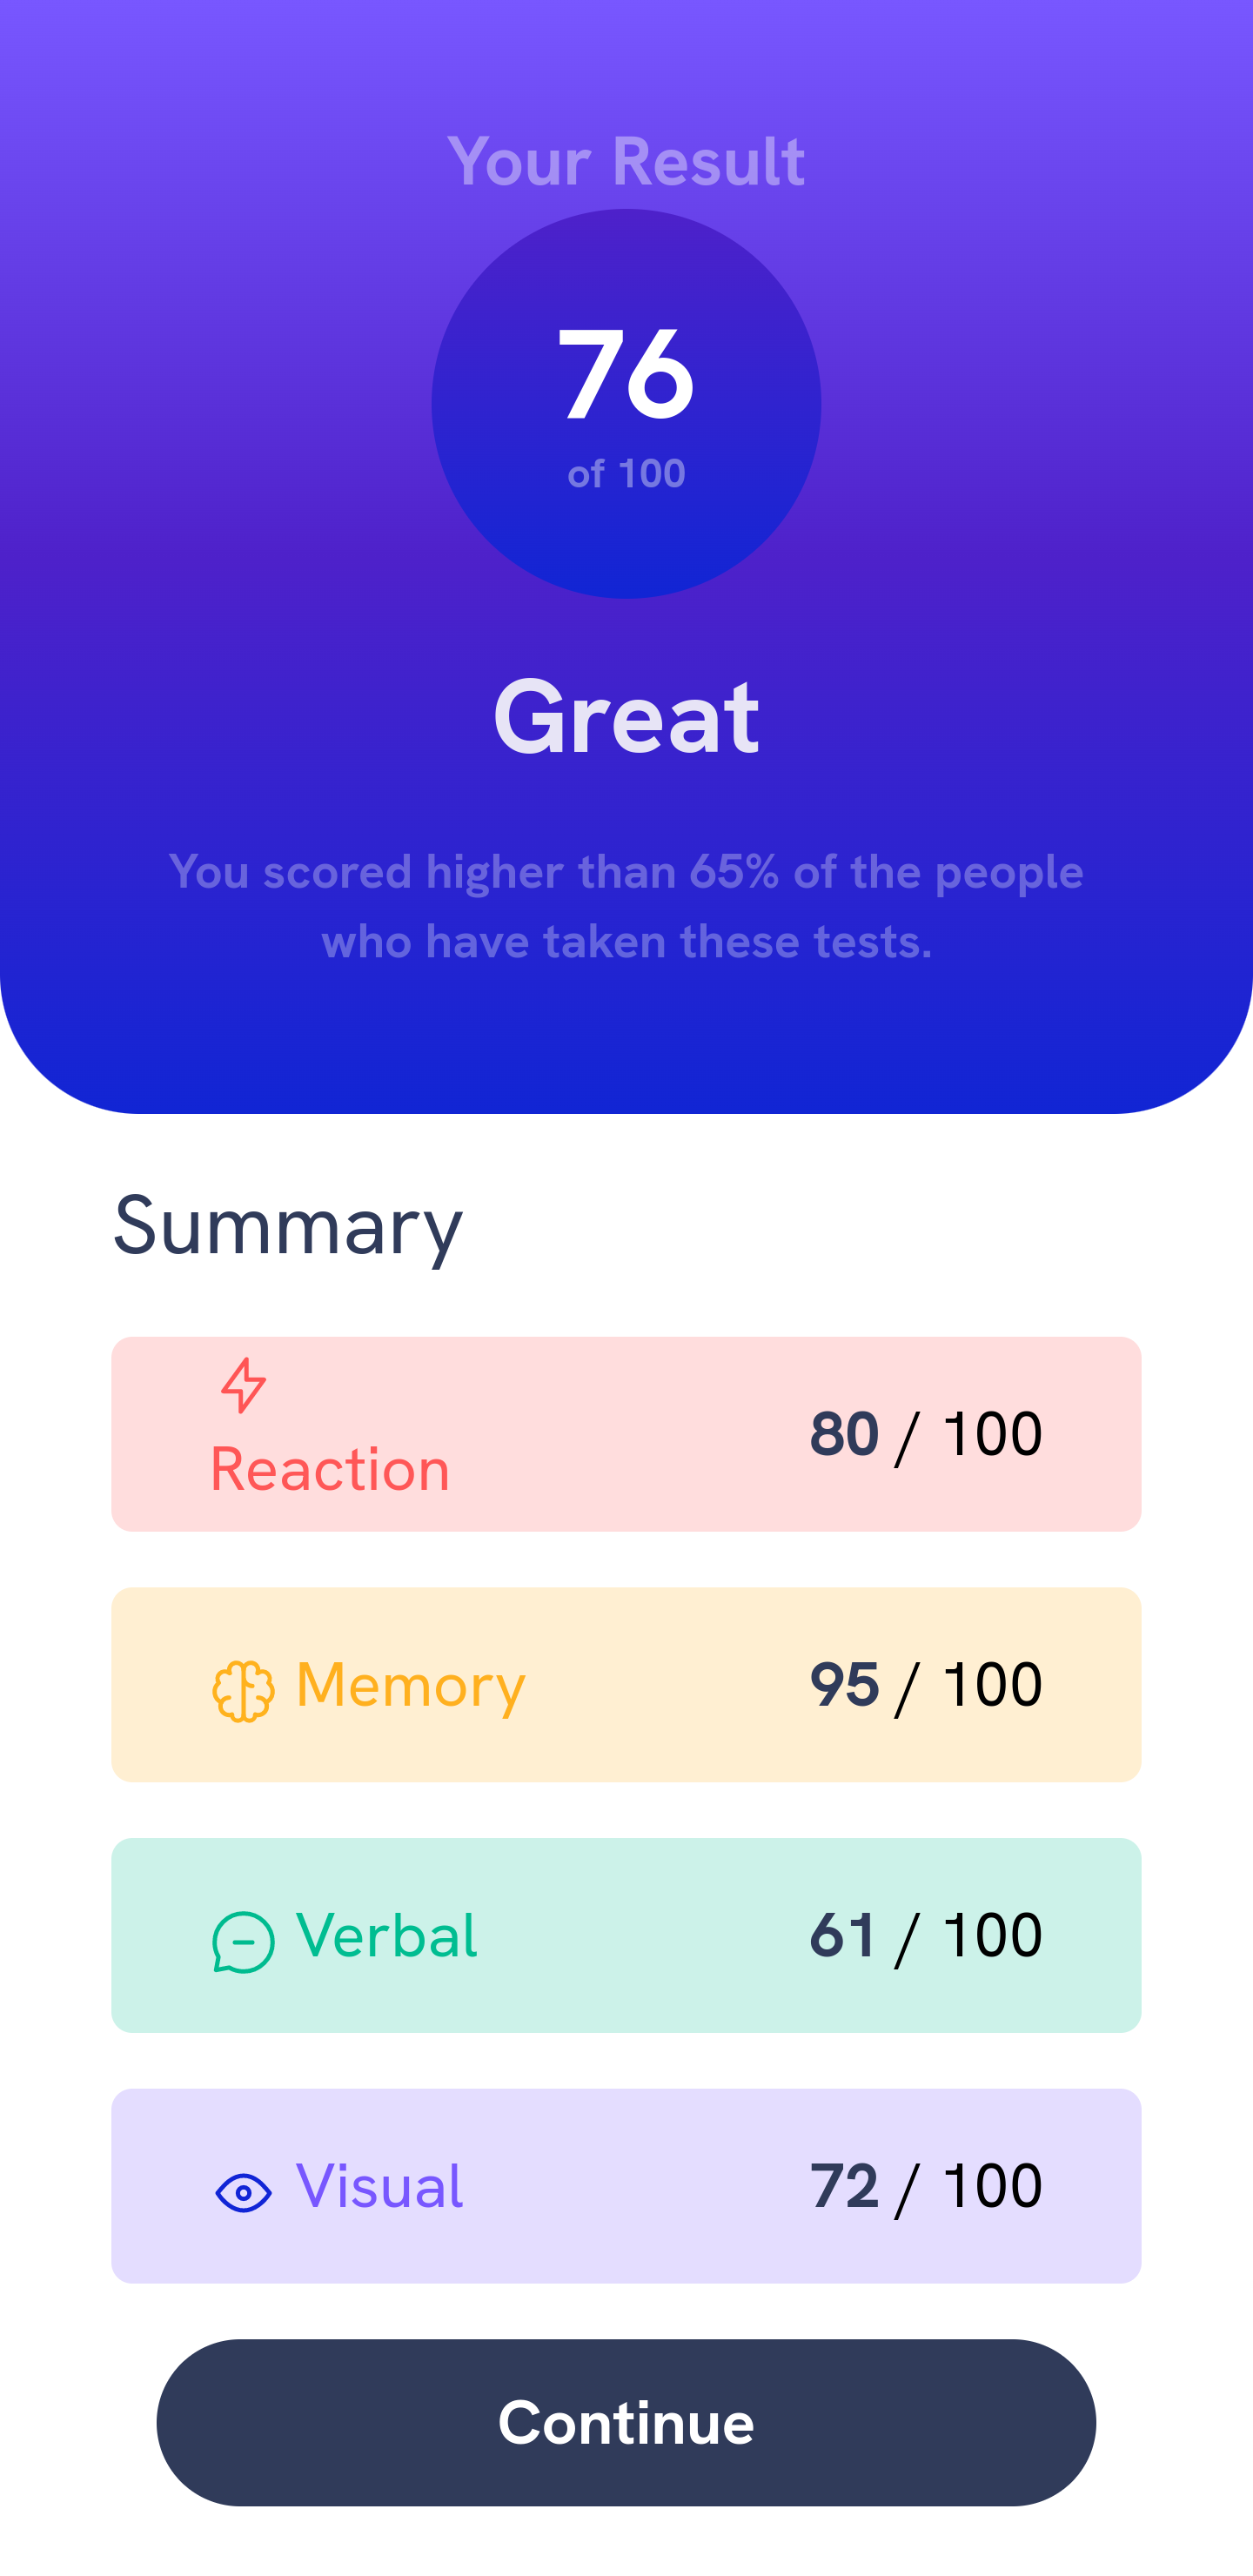 Your Result
76
of 100
Great
You scored higher than 65% of the people
who have taken these tests.
Summary
Reaction
80 / 100
Memory 95 / 100
Verbal 61 / 100
Visual 72 / 100
Continue